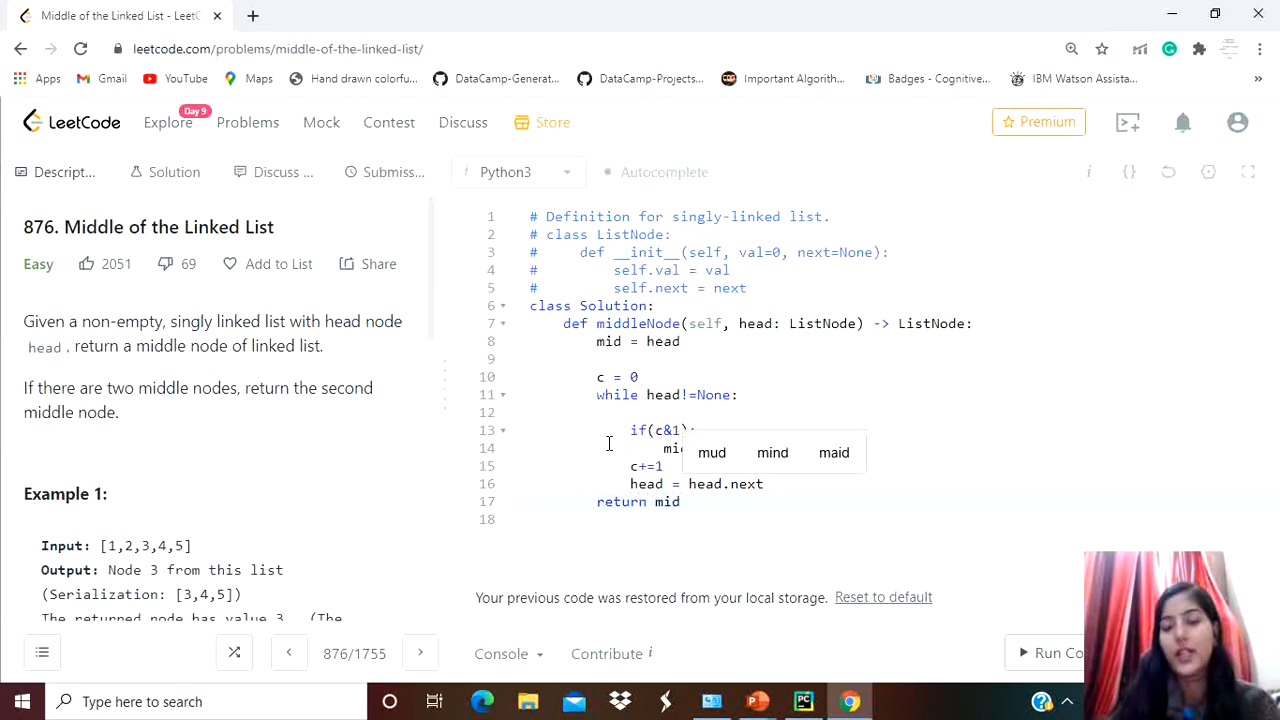 Middle of the Linked List - LeetC
leetcode.com/problems/middle-of-the-linked-list/
Apps Gmail YouTube Maps Hand drawn colorfu... DataCamp-Generat... DataCamp-Projects... Important Algorith... Badges - Cognitive... IBM Watson Assista... »
LeetCode Explore Day 9 Problems Mock Contest Discuss Store Premium
Descript... Solution Discuss ... Submiss... i Python3 Autocomplete i {}
876. Middle of the Linked List
Easy 2051 69 Add to List Share
Given a non-empty, singly linked list with head node
head, return a middle node of linked list.
If there are two middle nodes, return the second
middle node.
Example 1:
Input: [1,2,3,4,5]
Output: Node 3 from this list
(Serialization: [3,4,5])
The returned node has value 3. (The
876/1755
1 # Definition for singly-linked list.
2 # class ListNode:
3 #     def __init__(self, val=0, next=None):
4 #         self.val = val
5 #         self.next = next
6 class Solution:
7     def middleNode(self, head: ListNode) -> ListNode:
8         mid = head
9
10         c = 0
11         while head!=None:
12
13             if(c&1):
14                 mi
15             c+=1
16             head = head.next
17         return mid
18
mud mind maid
Your previous code was restored from your local storage. Reset to default
Console Contribute i Run Co
Type here to search